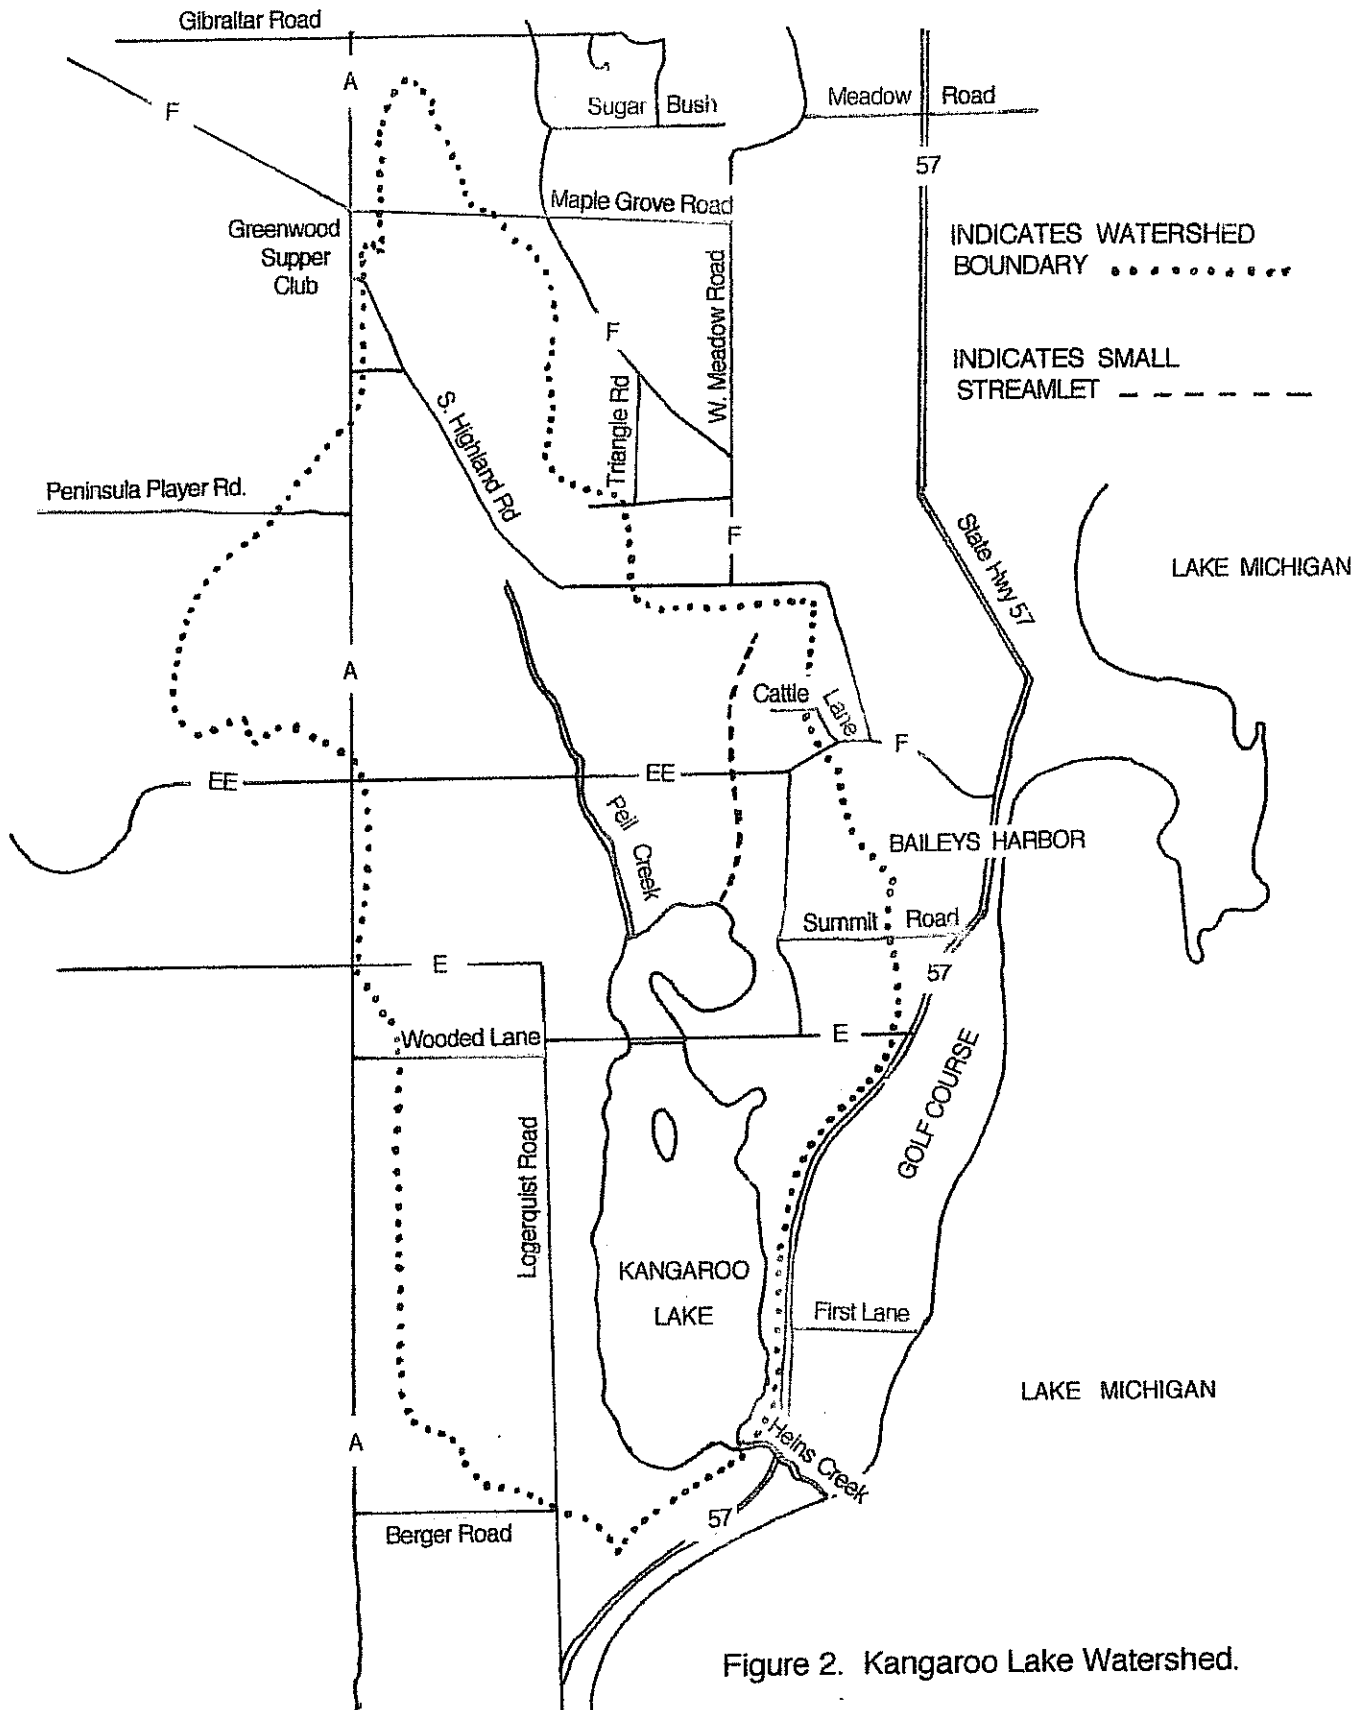 Gibraltar Road
A
F
Sugar Bush
Meadow Road
57
Maple Grove Road
Greenwood
Supper
Club
INDICATES WATERSHED
BOUNDARY
W. Meadow Road
F
INDICATES SMALL
STREAMLET
Triangle Rd
S. Highland Rd
Peninsula Player Rd.
F
State Hwy 57
LAKE MICHIGAN
A
Cattle Lane
F
EE
EE
Peil Creek
BAILEYS HARBOR
Summit Road
E
57
Wooded Lane
E
GOLF COURSE
Logerquist Road
KANGAROO
LAKE
First Lane
LAKE MICHIGAN
A
Heins Creek
57
Berger Road
Figure 2. Kangaroo Lake Watershed.